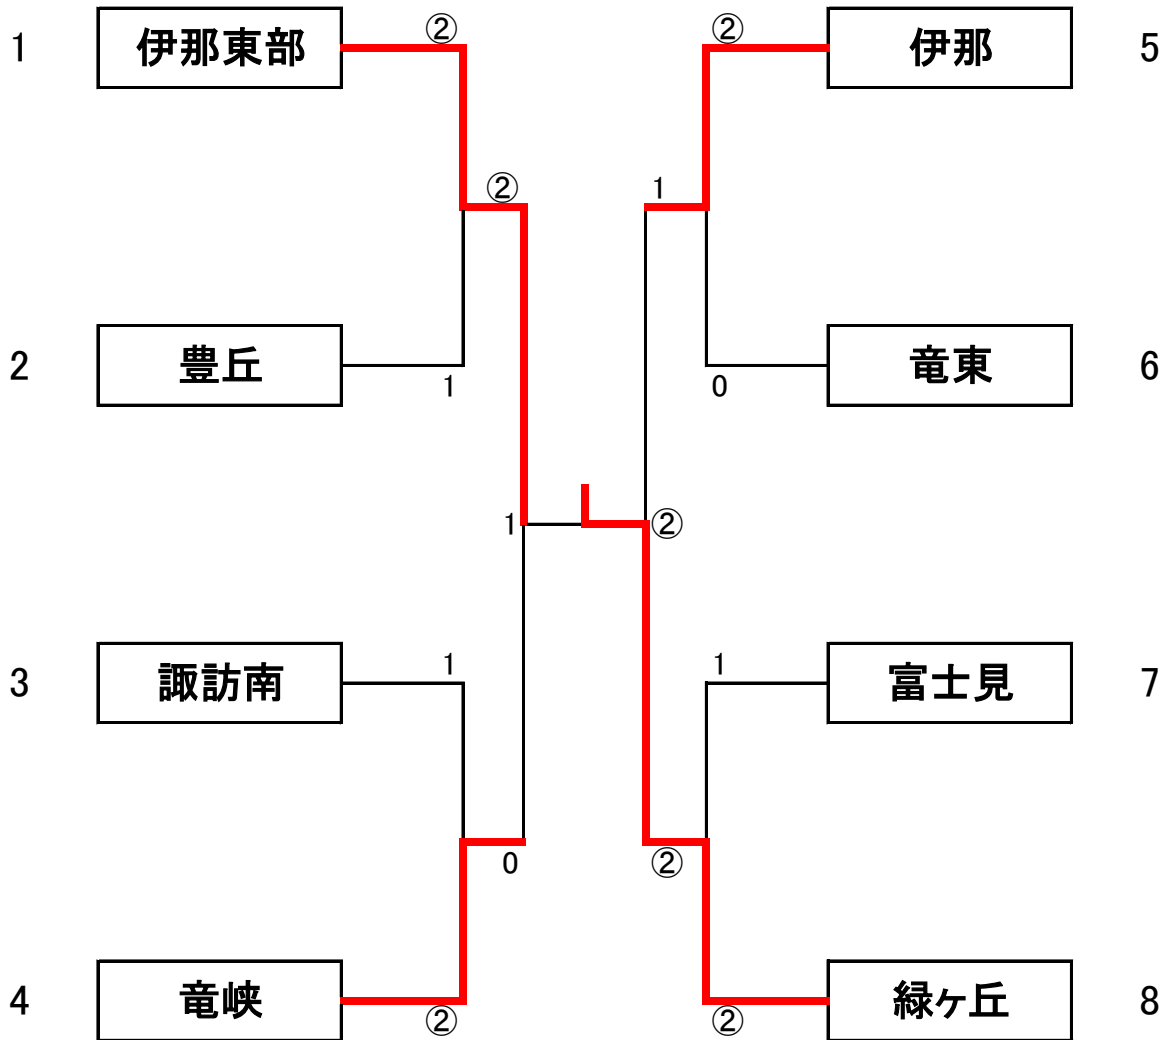 1 伊那東部 ② ② 伊那 5
② 1
2 豊丘 1 0 竜東 6
1 ②
3 諏訪南 1 1 富士見 7
0 ②
4 竜峡 ② ② 緑ヶ丘 8